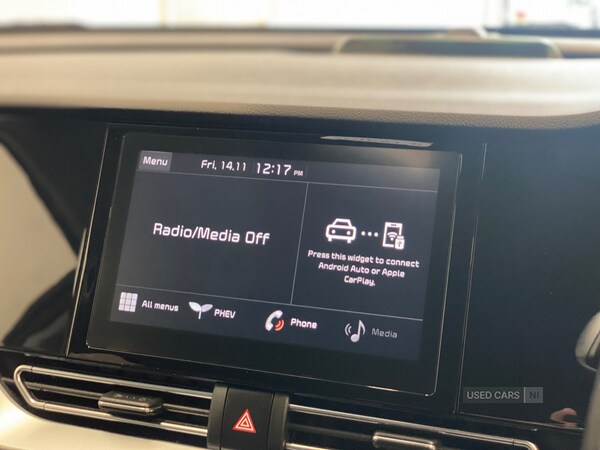 Menu
Fri, 14.11 12:17 PM
Radio/Media Off
Press this widget to connect
Android Auto or Apple
CarPlay.
All menus
PHEV
Phone
Media
USED CARS NI